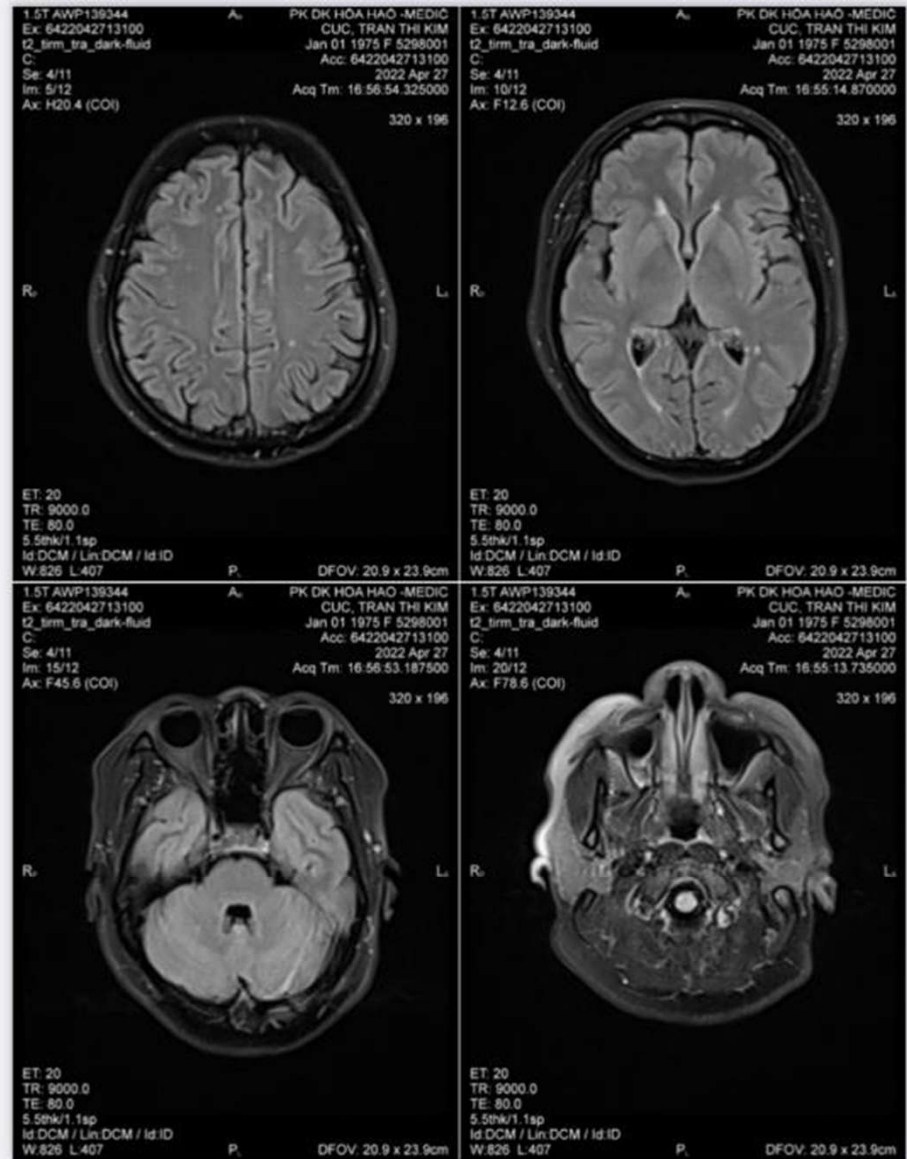 1.5T AWP139344
Ex: 6422042713100
t2_tirm_tra_dark-fluid
C:
Se: 4/11
Im: 5/12
Ax: H20.4 (COI)
A
PK DK HOA HAO -MEDIC
CUC, TRAN THI KIM
Jan 01 1975 F 5298001
Acc: 6422042713100
2022 Apr 27
Acq Tm: 16:56:54.325000
320 x 196
R
L
ET: 20
TR: 9000.0
TE: 80.0
5.5thk/1.1sp
Id:DCM / Lin:DCM / Id:ID
W:826 L:407
P
DFOV: 20.9 x 23.9cm
1.5T AWP139344
Ex: 6422042713100
t2_tirm_tra_dark-fluid
C:
Se: 4/11
Im: 10/12
Ax: F12.6 (COI)
A
PK DK HOA HAO -MEDIC
CUC, TRAN THI KIM
Jan 01 1975 F 5298001
Acc: 6422042713100
2022 Apr 27
Acq Tm: 16:55:14.870000
320 x 196
R
L
ET: 20
TR: 9000.0
TE: 80.0
5.5thk/1.1sp
Id:DCM / Lin:DCM / Id:ID
W:826 L:407
P
DFOV: 20.9 x 23.9cm
1.5T AWP139344
Ex: 6422042713100
t2_tirm_tra_dark-fluid
C:
Se: 4/11
Im: 15/12
Ax: F45.6 (COI)
A
PK DK HOA HAO -MEDIC
CUC, TRAN THI KIM
Jan 01 1975 F 5298001
Acc: 6422042713100
2022 Apr 27
Acq Tm: 16:56:53.187500
320 x 196
R
L
ET: 20
TR: 9000.0
TE: 80.0
5.5thk/1.1sp
Id:DCM / Lin:DCM / Id:ID
W:826 L:407
P
DFOV: 20.9 x 23.9cm
1.5T AWP139344
Ex: 6422042713100
t2_tirm_tra_dark-fluid
C:
Se: 4/11
Im: 20/12
Ax: F78.6 (COI)
A
PK DK HOA HAO -MEDIC
CUC, TRAN THI KIM
Jan 01 1975 F 5298001
Acc: 6422042713100
2022 Apr 27
Acq Tm: 16:55:13.735000
320 x 196
R
L
ET: 20
TR: 9000.0
TE: 80.0
5.5thk/1.1sp
Id:DCM / Lin:DCM / Id:ID
W:826 L:407
P
DFOV: 20.9 x 23.9cm